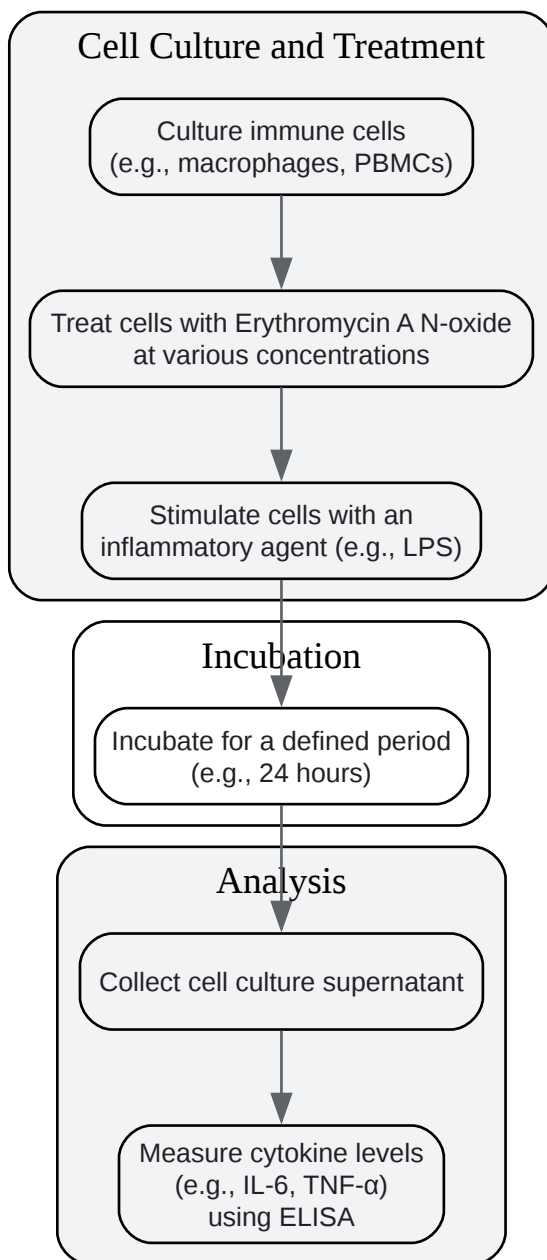 Cell Culture and Treatment
Culture immune cells
(e.g., macrophages, PBMCs)
Treat cells with Erythromycin A N-oxide
at various concentrations
Stimulate cells with an
inflammatory agent (e.g., LPS)
Incubation
Incubate for a defined period
(e.g., 24 hours)
Analysis
Collect cell culture supernatant
Measure cytokine levels
(e.g., IL-6, TNF-α)
using ELISA